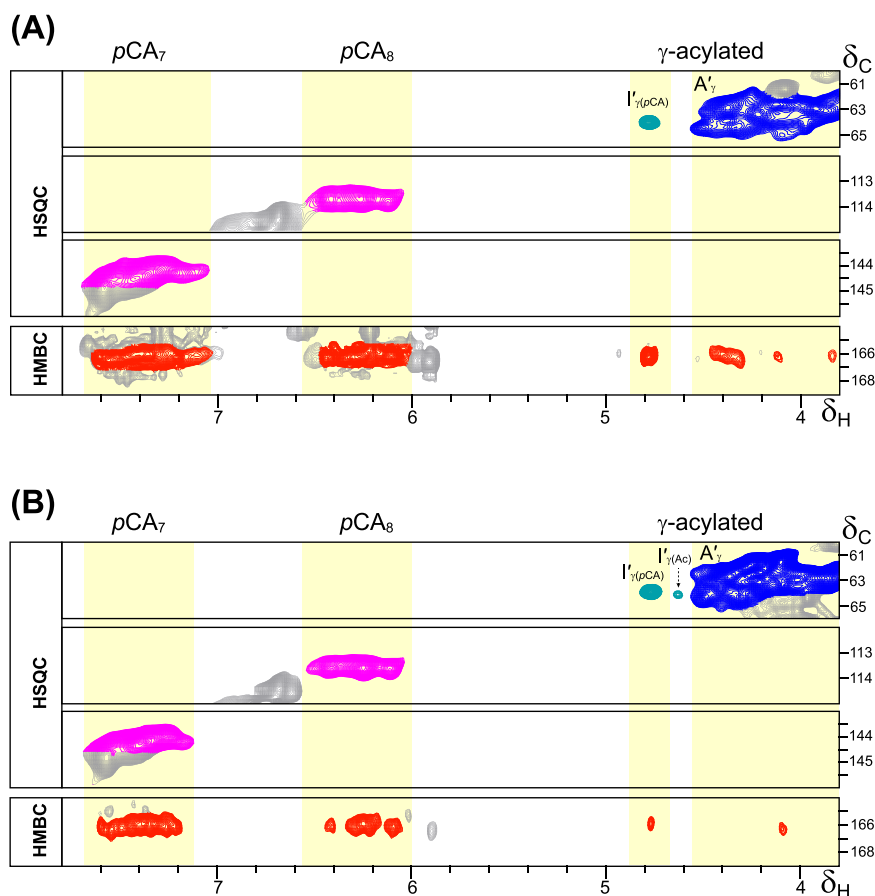 (A)
pCA₇ pCA₈ γ-acylated δC
HSQC
I′γ(pCA) A′γ
61
63
65
113
114
144
145
HMBC
166
168
7 6 5 4 δH
(B)
pCA₇ pCA₈ γ-acylated δC
HSQC
I′γ(pCA) I′γ(Ac) A′γ
61
63
65
113
114
144
145
HMBC
166
168
7 6 5 4 δH